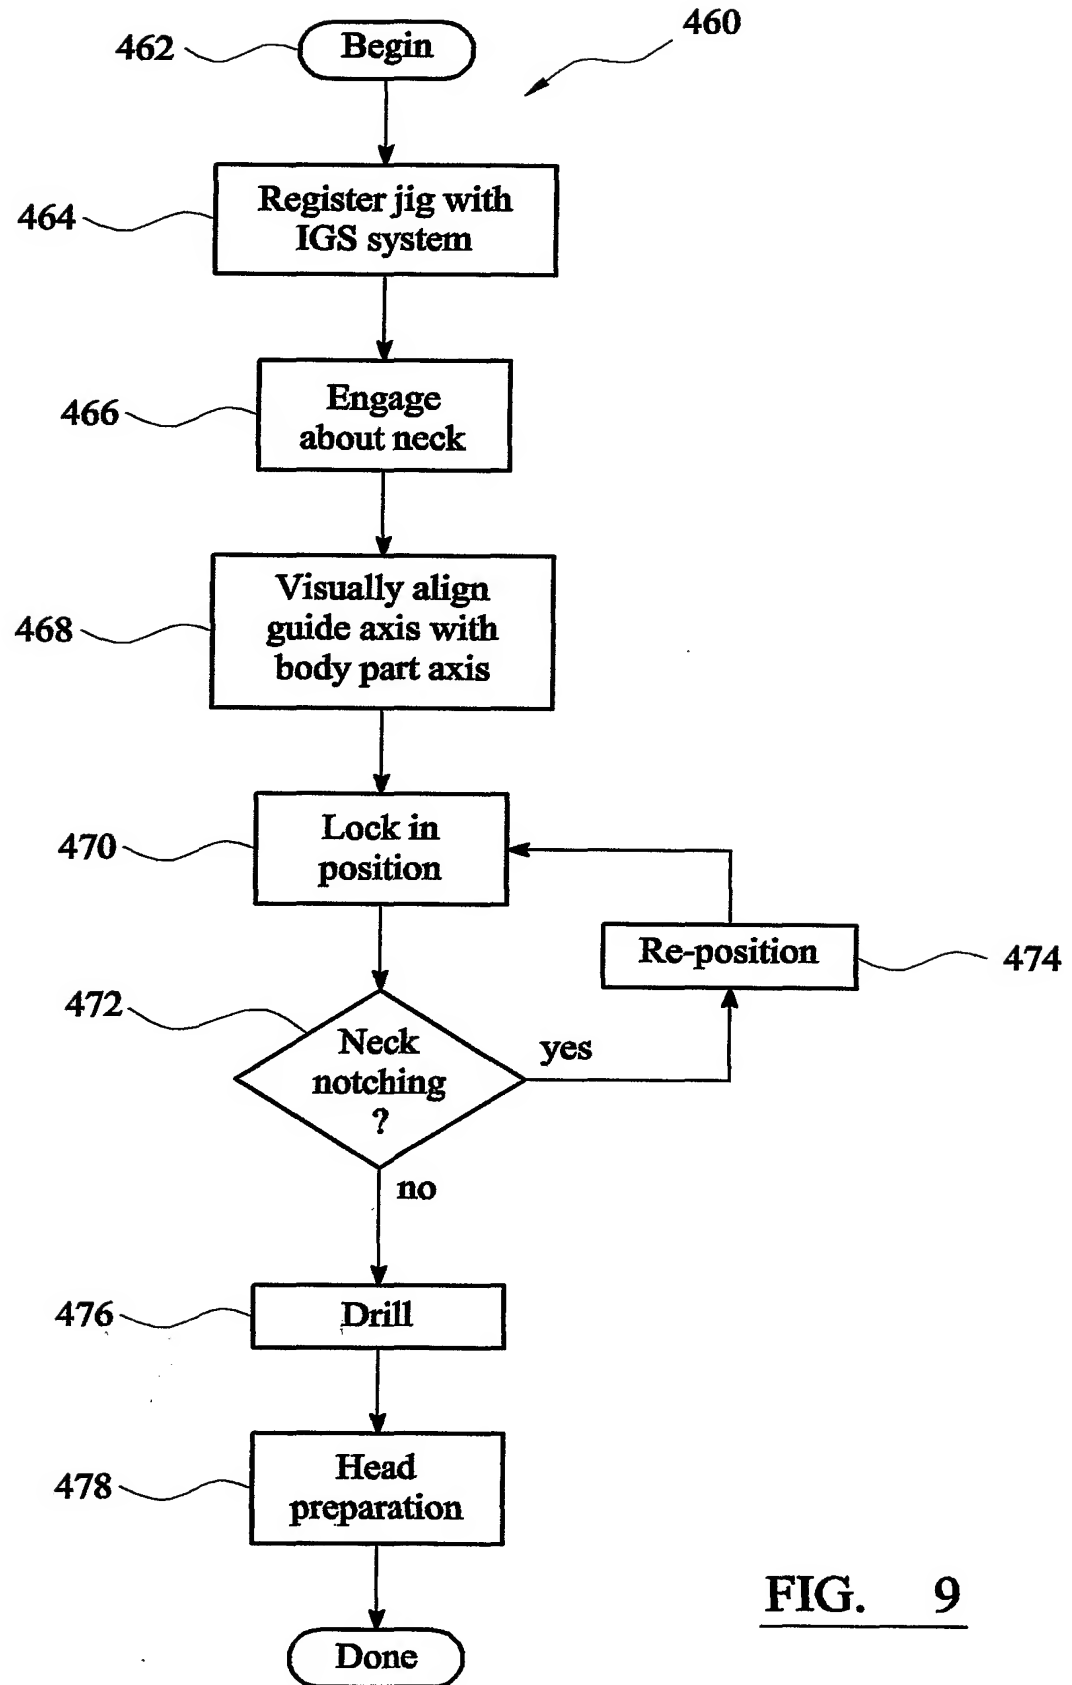 460
462
Begin
464
Register jig with
IGS system
466
Engage
about neck
468
Visually align
guide axis with
body part axis
470
Lock in
position
Re-position
474
472
Neck
notching
?
yes
no
476
Drill
478
Head
preparation
Done
FIG. 9